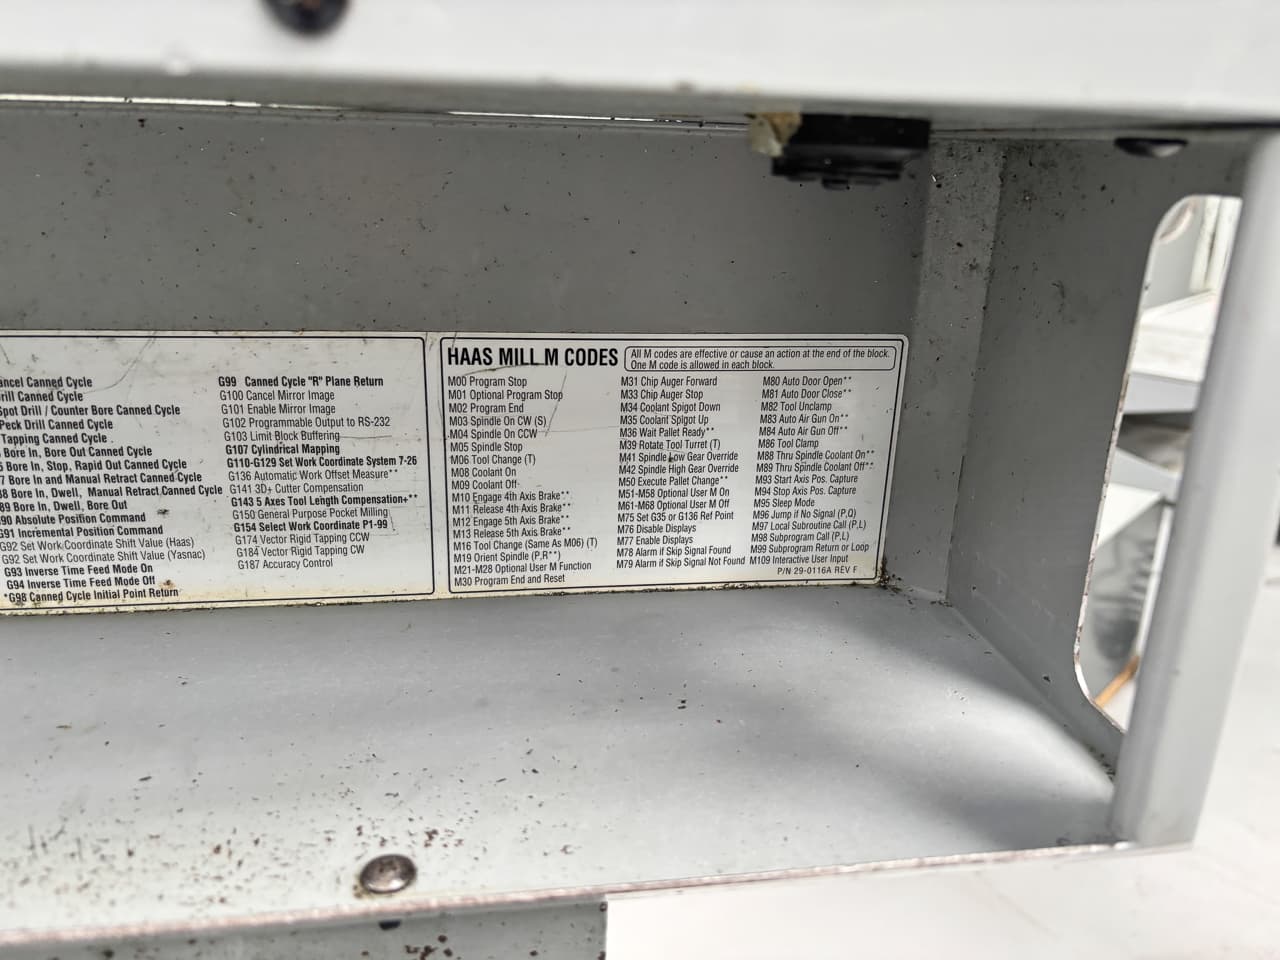 Cancel Canned Cycle
Drill Canned Cycle
Spot Drill / Counter Bore Canned Cycle
Peck Drill Canned Cycle
Tapping Canned Cycle
Bore In, Bore Out Canned Cycle
Bore In, Stop, Rapid Out Canned Cycle
7 Bore In and Manual Retract Canned Cycle
88 Bore In, Dwell, Manual Retract Canned Cycle
89 Bore In, Dwell, Bore Out
90 Absolute Position Command
G91 Incremental Position Command
G92 Set Work Coordinate Shift Value (Haas)
G92 Set Work Coordinate Shift Value (Yasnac)
G93 Inverse Time Feed Mode On
G94 Inverse Time Feed Mode Off
*G98 Canned Cycle Initial Point Return
G99 Canned Cycle "R" Plane Return
G100 Cancel Mirror Image
G101 Enable Mirror Image
G102 Programmable Output to RS-232
G103 Limit Block Buffering
G107 Cylindrical Mapping
G110-G129 Set Work Coordinate System 7-26
G136 Automatic Work Offset Measure**
G141 3D+ Cutter Compensation
G143 5 Axes Tool Length Compensation+**
G150 General Purpose Pocket Milling
G154 Select Work Coordinate P1-99
G174 Vector Rigid Tapping CCW
G184 Vector Rigid Tapping CW
G187 Accuracy Control
HAAS MILL M CODES
All M codes are effective or cause an action at the end of the block.
One M code is allowed in each block.
M00 Program Stop
M01 Optional Program Stop
M02 Program End
M03 Spindle On CW (S)
M04 Spindle On CCW
M05 Spindle Stop
M06 Tool Change (T)
M08 Coolant On
M09 Coolant Off
M10 Engage 4th Axis Brake**
M11 Release 4th Axis Brake**
M12 Engage 5th Axis Brake**
M13 Release 5th Axis Brake**
M16 Tool Change (Same As M06) (T)
M19 Orient Spindle (P,R**)
M21-M28 Optional User M Function
M30 Program End and Reset
M31 Chip Auger Forward
M33 Chip Auger Stop
M34 Coolant Spigot Down
M35 Coolant Spigot Up
M36 Wait Pallet Ready**
M39 Rotate Tool Turret (T)
M41 Spindle Low Gear Override
M42 Spindle High Gear Override
M50 Execute Pallet Change**
M51-M58 Optional User M On
M61-M68 Optional User M Off
M75 Set G35 or G136 Ref Point
M76 Disable Displays
M77 Enable Displays
M78 Alarm if Skip Signal Found
M79 Alarm if Skip Signal Not Found
M80 Auto Door Open**
M81 Auto Door Close**
M82 Tool Unclamp
M83 Auto Air Gun On**
M84 Auto Air Gun Off**
M86 Tool Clamp
M88 Thru Spindle Coolant On**
M89 Thru Spindle Coolant Off**
M93 Start Axis Pos. Capture
M94 Stop Axis Pos. Capture
M95 Sleep Mode
M96 Jump if No Signal (P,Q)
M97 Local Subroutine Call (P,L)
M98 Subprogram Call (P,L)
M99 Subprogram Return or Loop
M109 Interactive User Input
P/N 29-0116A REV F